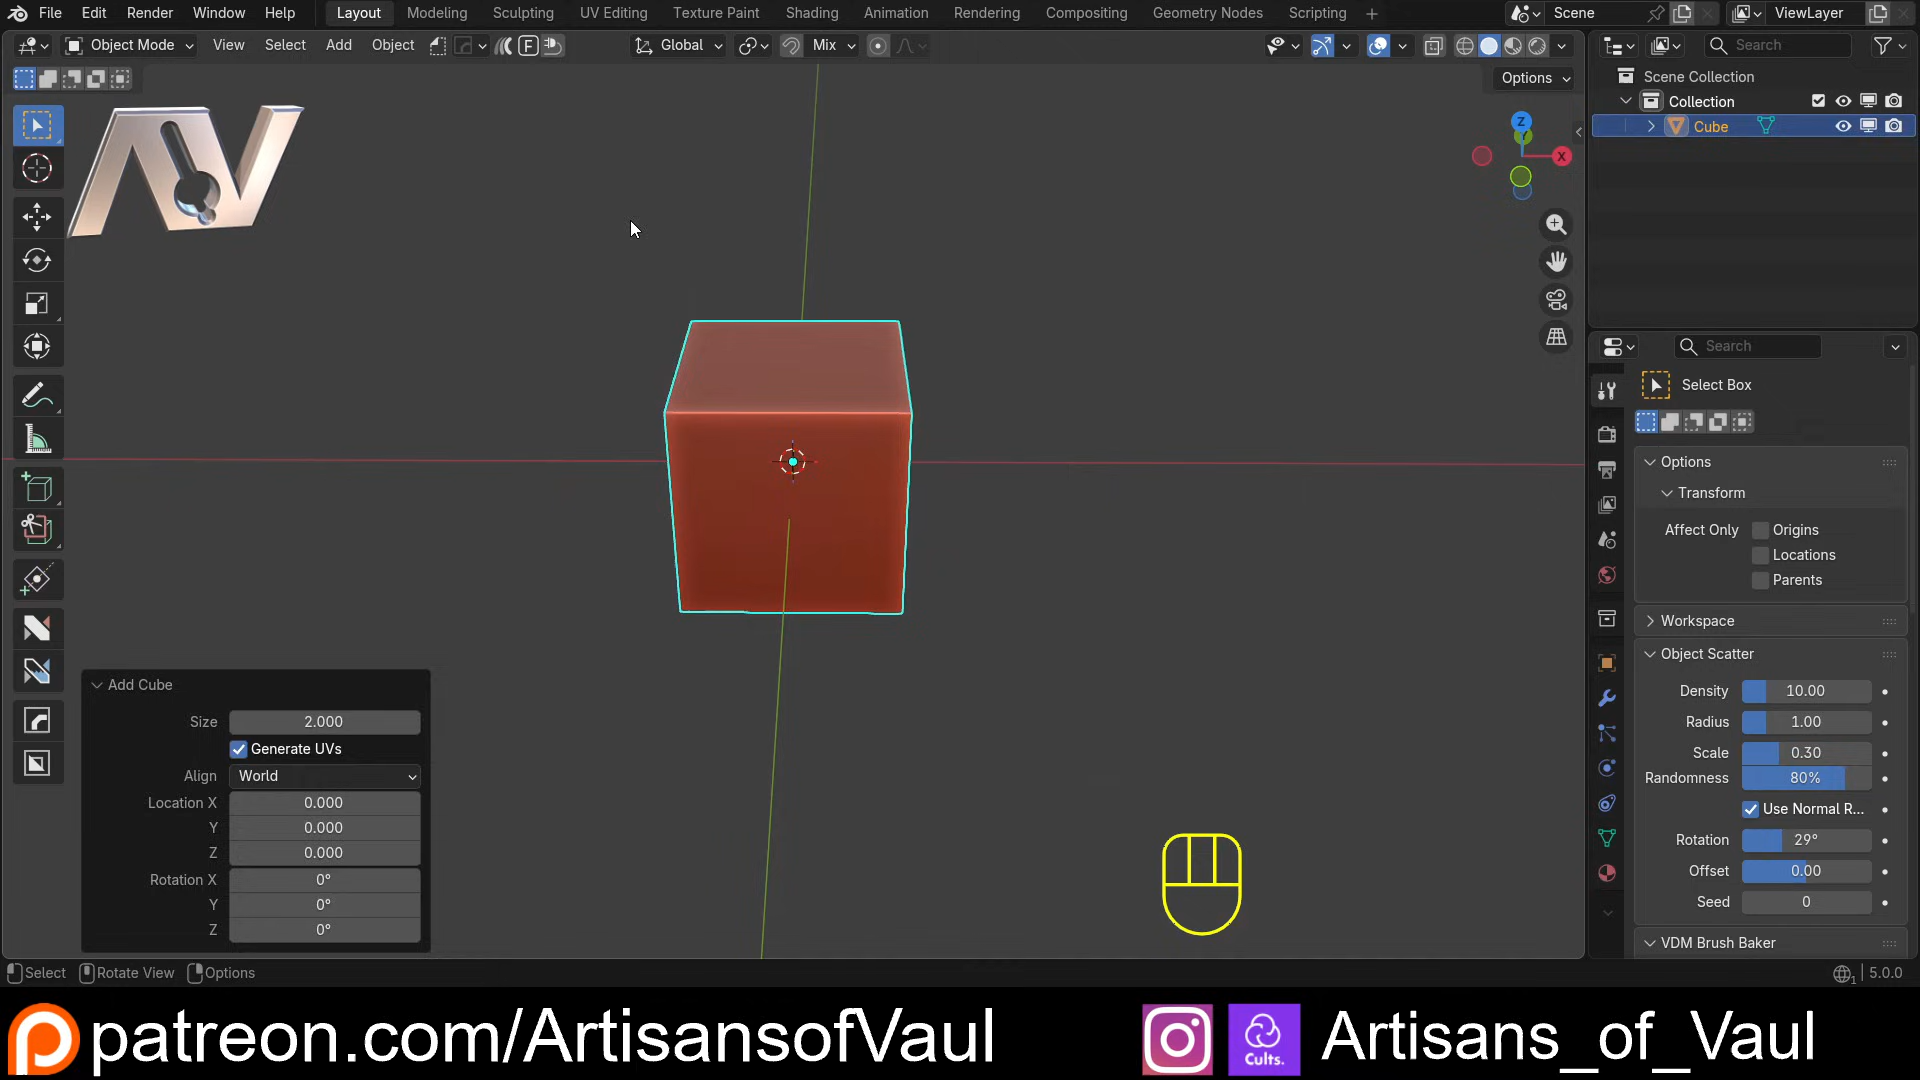 File Edit Render Window Help Layout Modeling Sculpting UV Editing Texture Paint Shading Animation Rendering Compositing Geometry Nodes Scripting Scene ViewLayer
Object Mode View Select Add Object Global Mix Search
Options
Scene Collection
Collection
Cube
Z
Y
X
Search
Select Box
Options
Transform
Affect Only Origins
Locations
Parents
Workspace
Object Scatter
Density 10.00
Radius 1.00
Scale 0.30
Randomness 80%
Use Normal R...
Rotation 29°
Offset 0.00
Seed 0
VDM Brush Baker
Add Cube
Size 2.000
Generate UVs
Align World
Location X 0.000
Y 0.000
Z 0.000
Rotation X 0°
Y 0°
Z 0°
Select Rotate View Options 1 5.0.0
patreon.com/ArtisansofVaul Cults. Artisans_of_Vaul